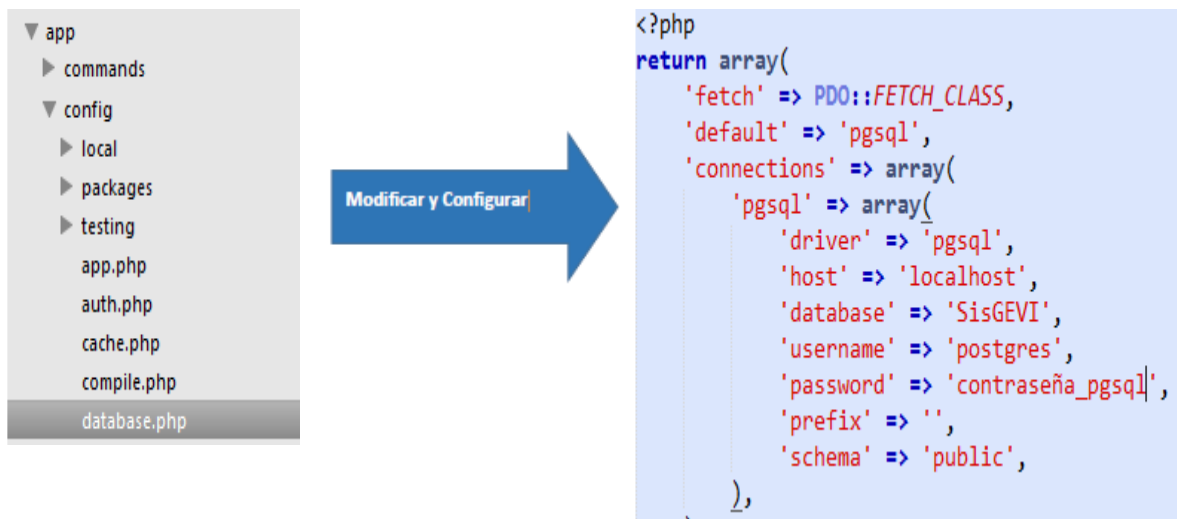 app
commands
config
local
packages
testing
app.php
auth.php
cache.php
compile.php
database.php
Modificar y Configurar
<?php
return array(
'fetch' => PDO::FETCH_CLASS,
'default' => 'pgsql',
'connections' => array(
'pgsql' => array(
'driver' => 'pgsql',
'host' => 'localhost',
'database' => 'SisGEVI',
'username' => 'postgres',
'password' => 'contraseña_pgsql',
'prefix' => '',
'schema' => 'public',
),